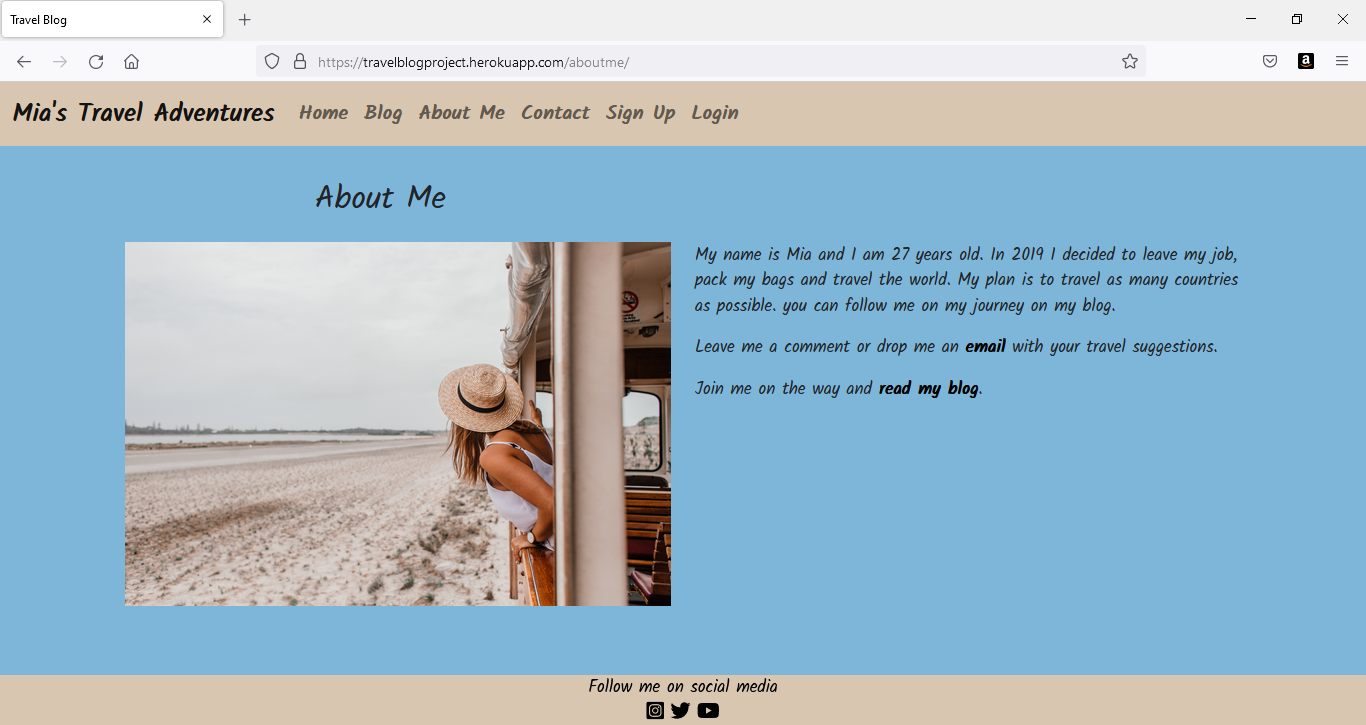 Travel Blog
https://travelblogproject.herokuapp.com/aboutme/
Mia's Travel Adventures Home Blog About Me Contact Sign Up Login
About Me
My name is Mia and I am 27 years old. In 2019 I decided to leave my job,
pack my bags and travel the world. My plan is to travel as many countries
as possible. you can follow me on my journey on my blog.
Leave me a comment or drop me an email with your travel suggestions.
Join me on the way and read my blog.
Follow me on social media